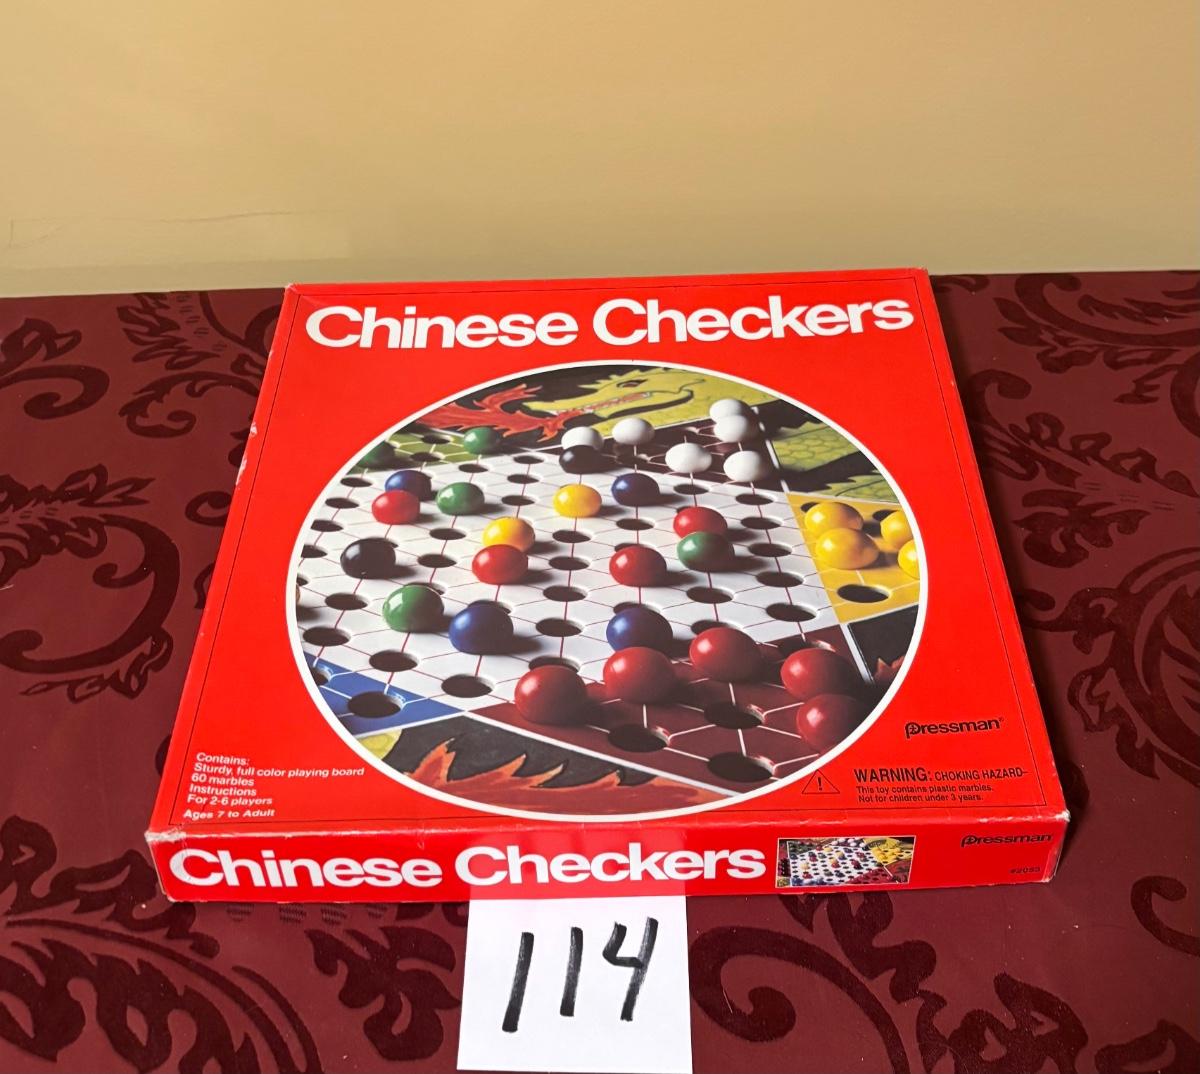 Chinese Checkers
Pressman®
Contains:
Sturdy, full color playing board
60 marbles
Instructions
For 2-6 players
Ages 7 to Adult
WARNING: CHOKING HAZARD–
This toy contains plastic marbles.
Not for children under 3 years.
Chinese Checkers
Pressman
114